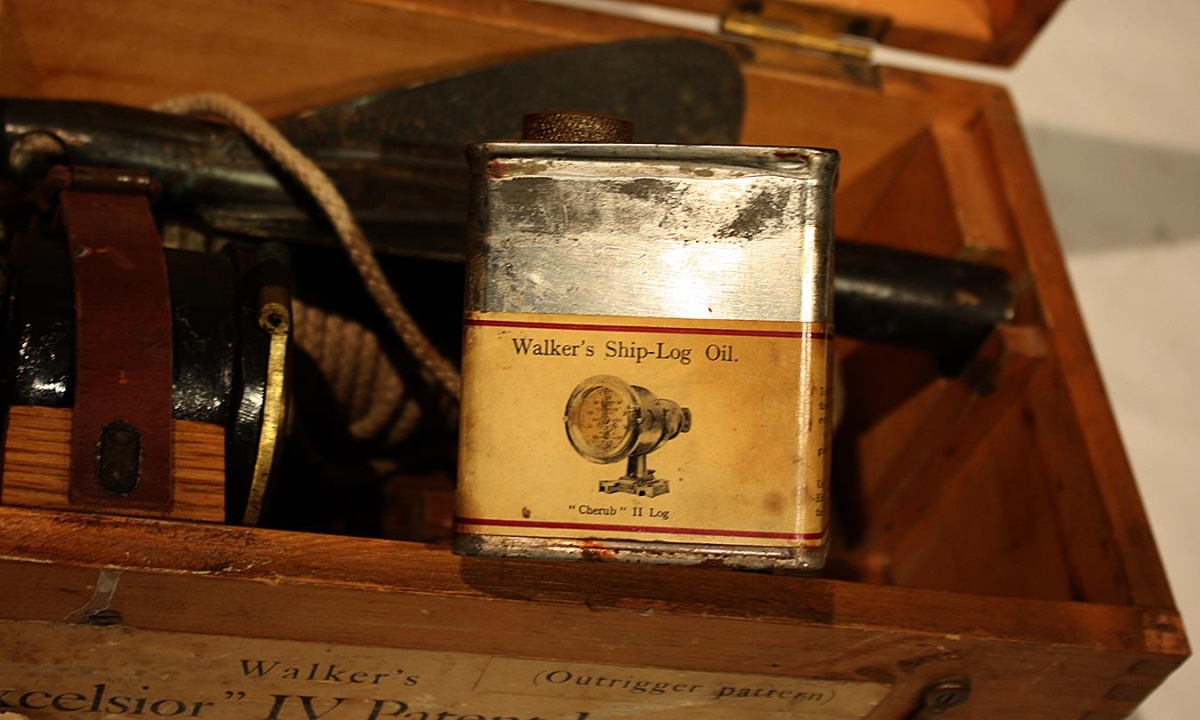 Walker's Ship-Log Oil.
"Cherub" II Log
Walker's
(Outrigger pattern)
xcelsior" IV Patent